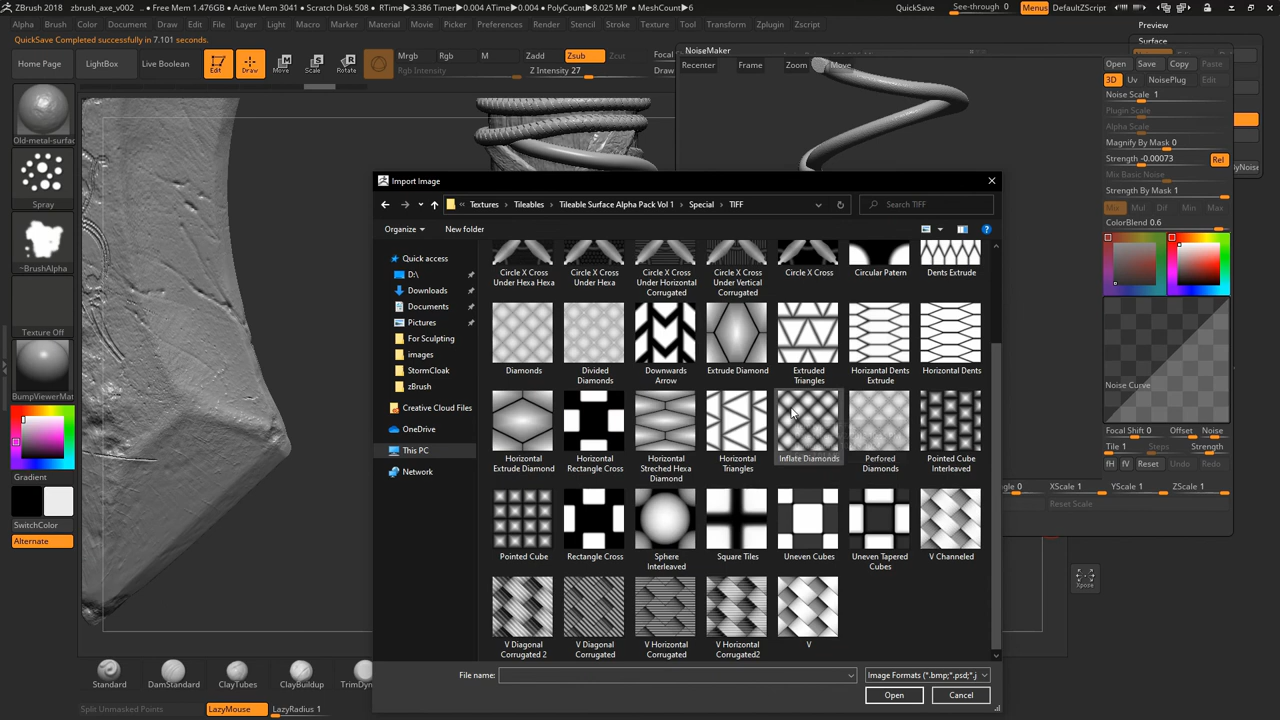 ZBrush 2018 zbrush_axe_v002 .. • Free Mem 1.476GB • Active Mem 3041 • Scratch Disk 508 • RTime▶3.386 Timer▶0.004 ATime▶0.004 • PolyCount▶8.025 MP • MeshCount▶6 QuickSave See-through 0 Menus DefaultZScript
Alpha Brush Color Document Draw Edit File Layer Light Macro Marker Material Movie Picker Preferences Render Stencil Stroke Texture Tool Transform Zplugin Zscript
Preview
QuickSave Completed successfully in 7.101 seconds.
Surface
Home Page LightBox Live Boolean Edit Draw Move Scale Rotate
Mrgb Rgb M Zadd Zsub Zcut Focal
Rgb Intensity Z Intensity 27 Draw
NoiseMaker
Recenter Frame Zoom Move
Open Save Copy Paste
3D Uv NoisePlug Edit
Noise Scale 1
Plugin Scale
Alpha Scale
Magnify By Mask 0
Strength -0.00073 Rel
Mix Basic Noise
Strength By Mask 1
Mul Dif Min Max
ColorBlend 0.6
Noise Curve
Focal Shift 0 Offset Noise
Tile 1 Steps Strength
fH fV Reset Undo Redo
XScale 1 YScale 1 ZScale 1
Reset Scale
Xpose
Old-metal-surfac
Spray
~BrushAlpha
Texture Off
BumpViewerMat
Gradient
SwitchColor
Alternate
Import Image
« Textures › Tileables › Tileable Surface Alpha Pack Vol 1 › Special › TIFF
Search TIFF
Organize New folder
Quick access
D:\
Downloads
Documents
Pictures
For Sculpting
images
StormCloak
zBrush
Creative Cloud Files
OneDrive
This PC
Network
Circle X Cross Under Hexa Hexa
Circle X Cross Under Hexa
Circle X Cross Under Horizontal Corrugated
Circle X Cross Under Vertical Corrugated
Circle X Cross
Circular Patern
Dents Extrude
Diamonds
Divided Diamonds
Downwards Arrow
Extrude Diamond
Extruded Triangles
Horizantal Dents Extrude
Horizontal Dents
Horizontal Extrude Diamond
Horizontal Rectangle Cross
Horizontal Streched Hexa Diamond
Horizontal Triangles
Inflate Diamonds
Perfored Diamonds
Pointed Cube Interleaved
Pointed Cube
Rectangle Cross
Sphere Interleaved
Square Tiles
Uneven Cubes
Uneven Tapered Cubes
V Channeled
V Diagonal Corrugated 2
V Diagonal Corrugated
V Horizontal Corrugated
V Horizontal Corrugated2
V
File name:
Image Formats (*.bmp;*.psd;*.j
Open Cancel
Standard DamStandard ClayTubes ClayBuildup TrimDyn
Split Unmasked Points LazyMouse LazyRadius 1